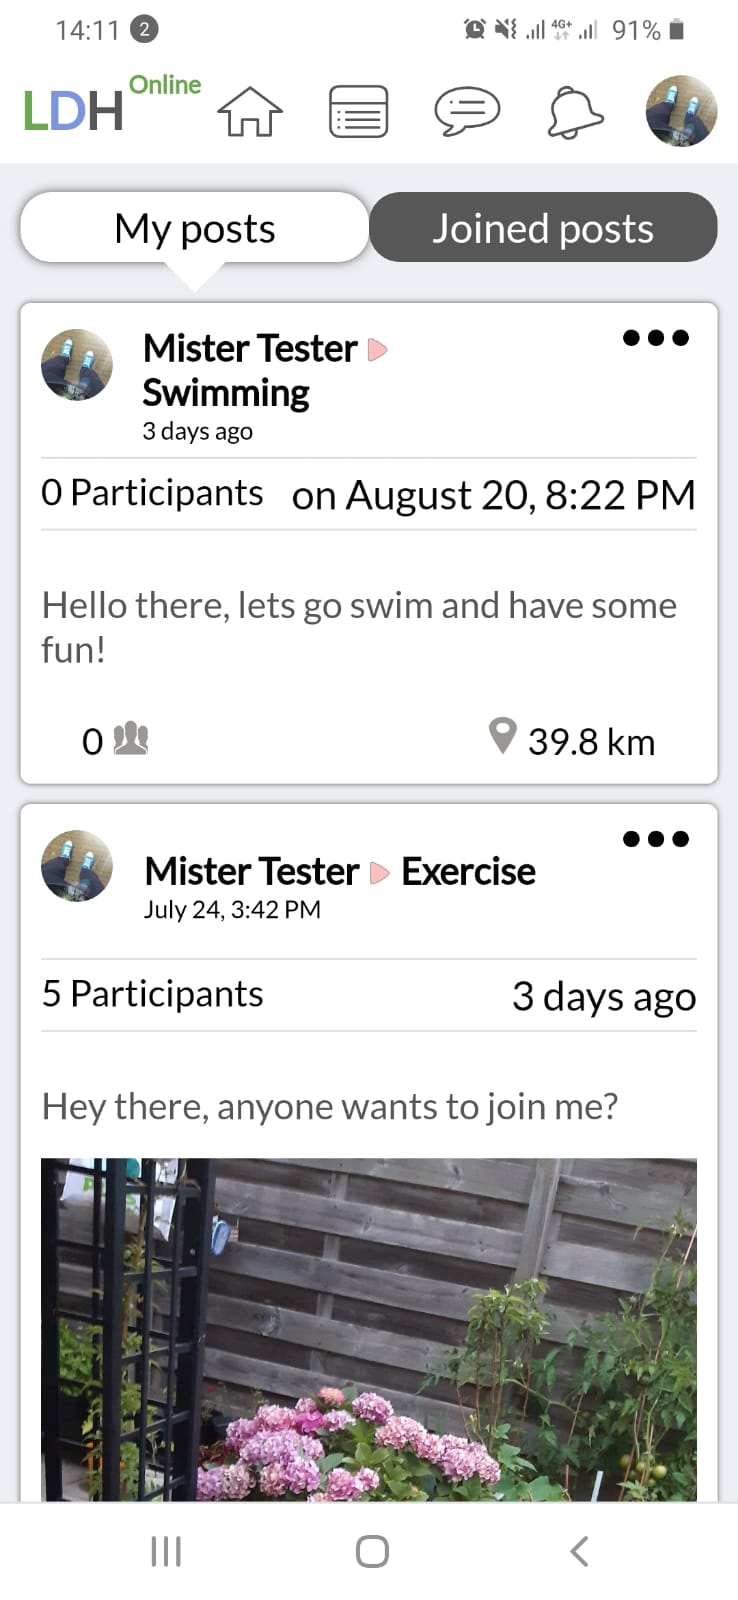 14:11 2 4G+ 91%
LDH Online
My posts Joined posts
Mister Tester
Swimming
3 days ago
0 Participants on August 20, 8:22 PM
Hello there, lets go swim and have some
fun!
0 39.8 km
Mister Tester Exercise
July 24, 3:42 PM
5 Participants 3 days ago
Hey there, anyone wants to join me?